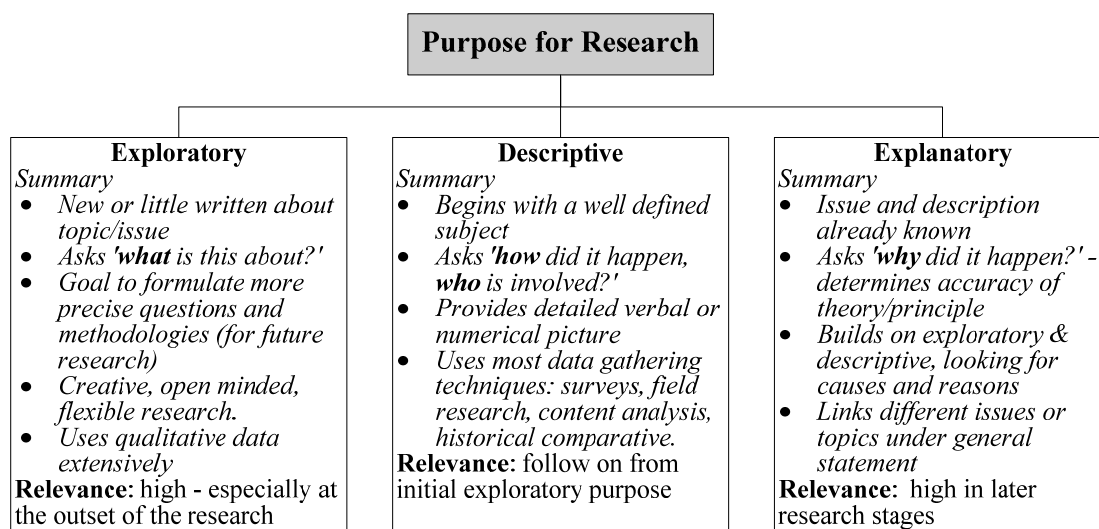 Purpose for Research
Exploratory
Summary
• New or little written about
topic/issue
• Asks 'what is this about?'
• Goal to formulate more
precise questions and
methodologies (for future
research)
• Creative, open minded,
flexible research.
• Uses qualitative data
extensively
Relevance: high - especially at
the outset of the research
Descriptive
Summary
• Begins with a well defined
subject
• Asks 'how did it happen,
who is involved?'
• Provides detailed verbal or
numerical picture
• Uses most data gathering
techniques: surveys, field
research, content analysis,
historical comparative.
Relevance: follow on from
initial exploratory purpose
Explanatory
Summary
• Issue and description
already known
• Asks 'why did it happen?' -
determines accuracy of
theory/principle
• Builds on exploratory &
descriptive, looking for
causes and reasons
• Links different issues or
topics under general
statement
Relevance: high in later
research stages